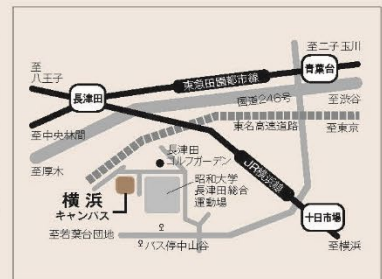 至二子玉川
青葉台
至
八王子
東急田園都市線
長津田
国道246号
至渋谷
東名高速道路
至東京
至中央林間
長津田
ゴルフガーデン
至厚木
JR横浜線
横浜
キャンパス
昭和大学
長津田総合
運動場
十日市場
至若葉台団地
バス停中山谷
至横浜